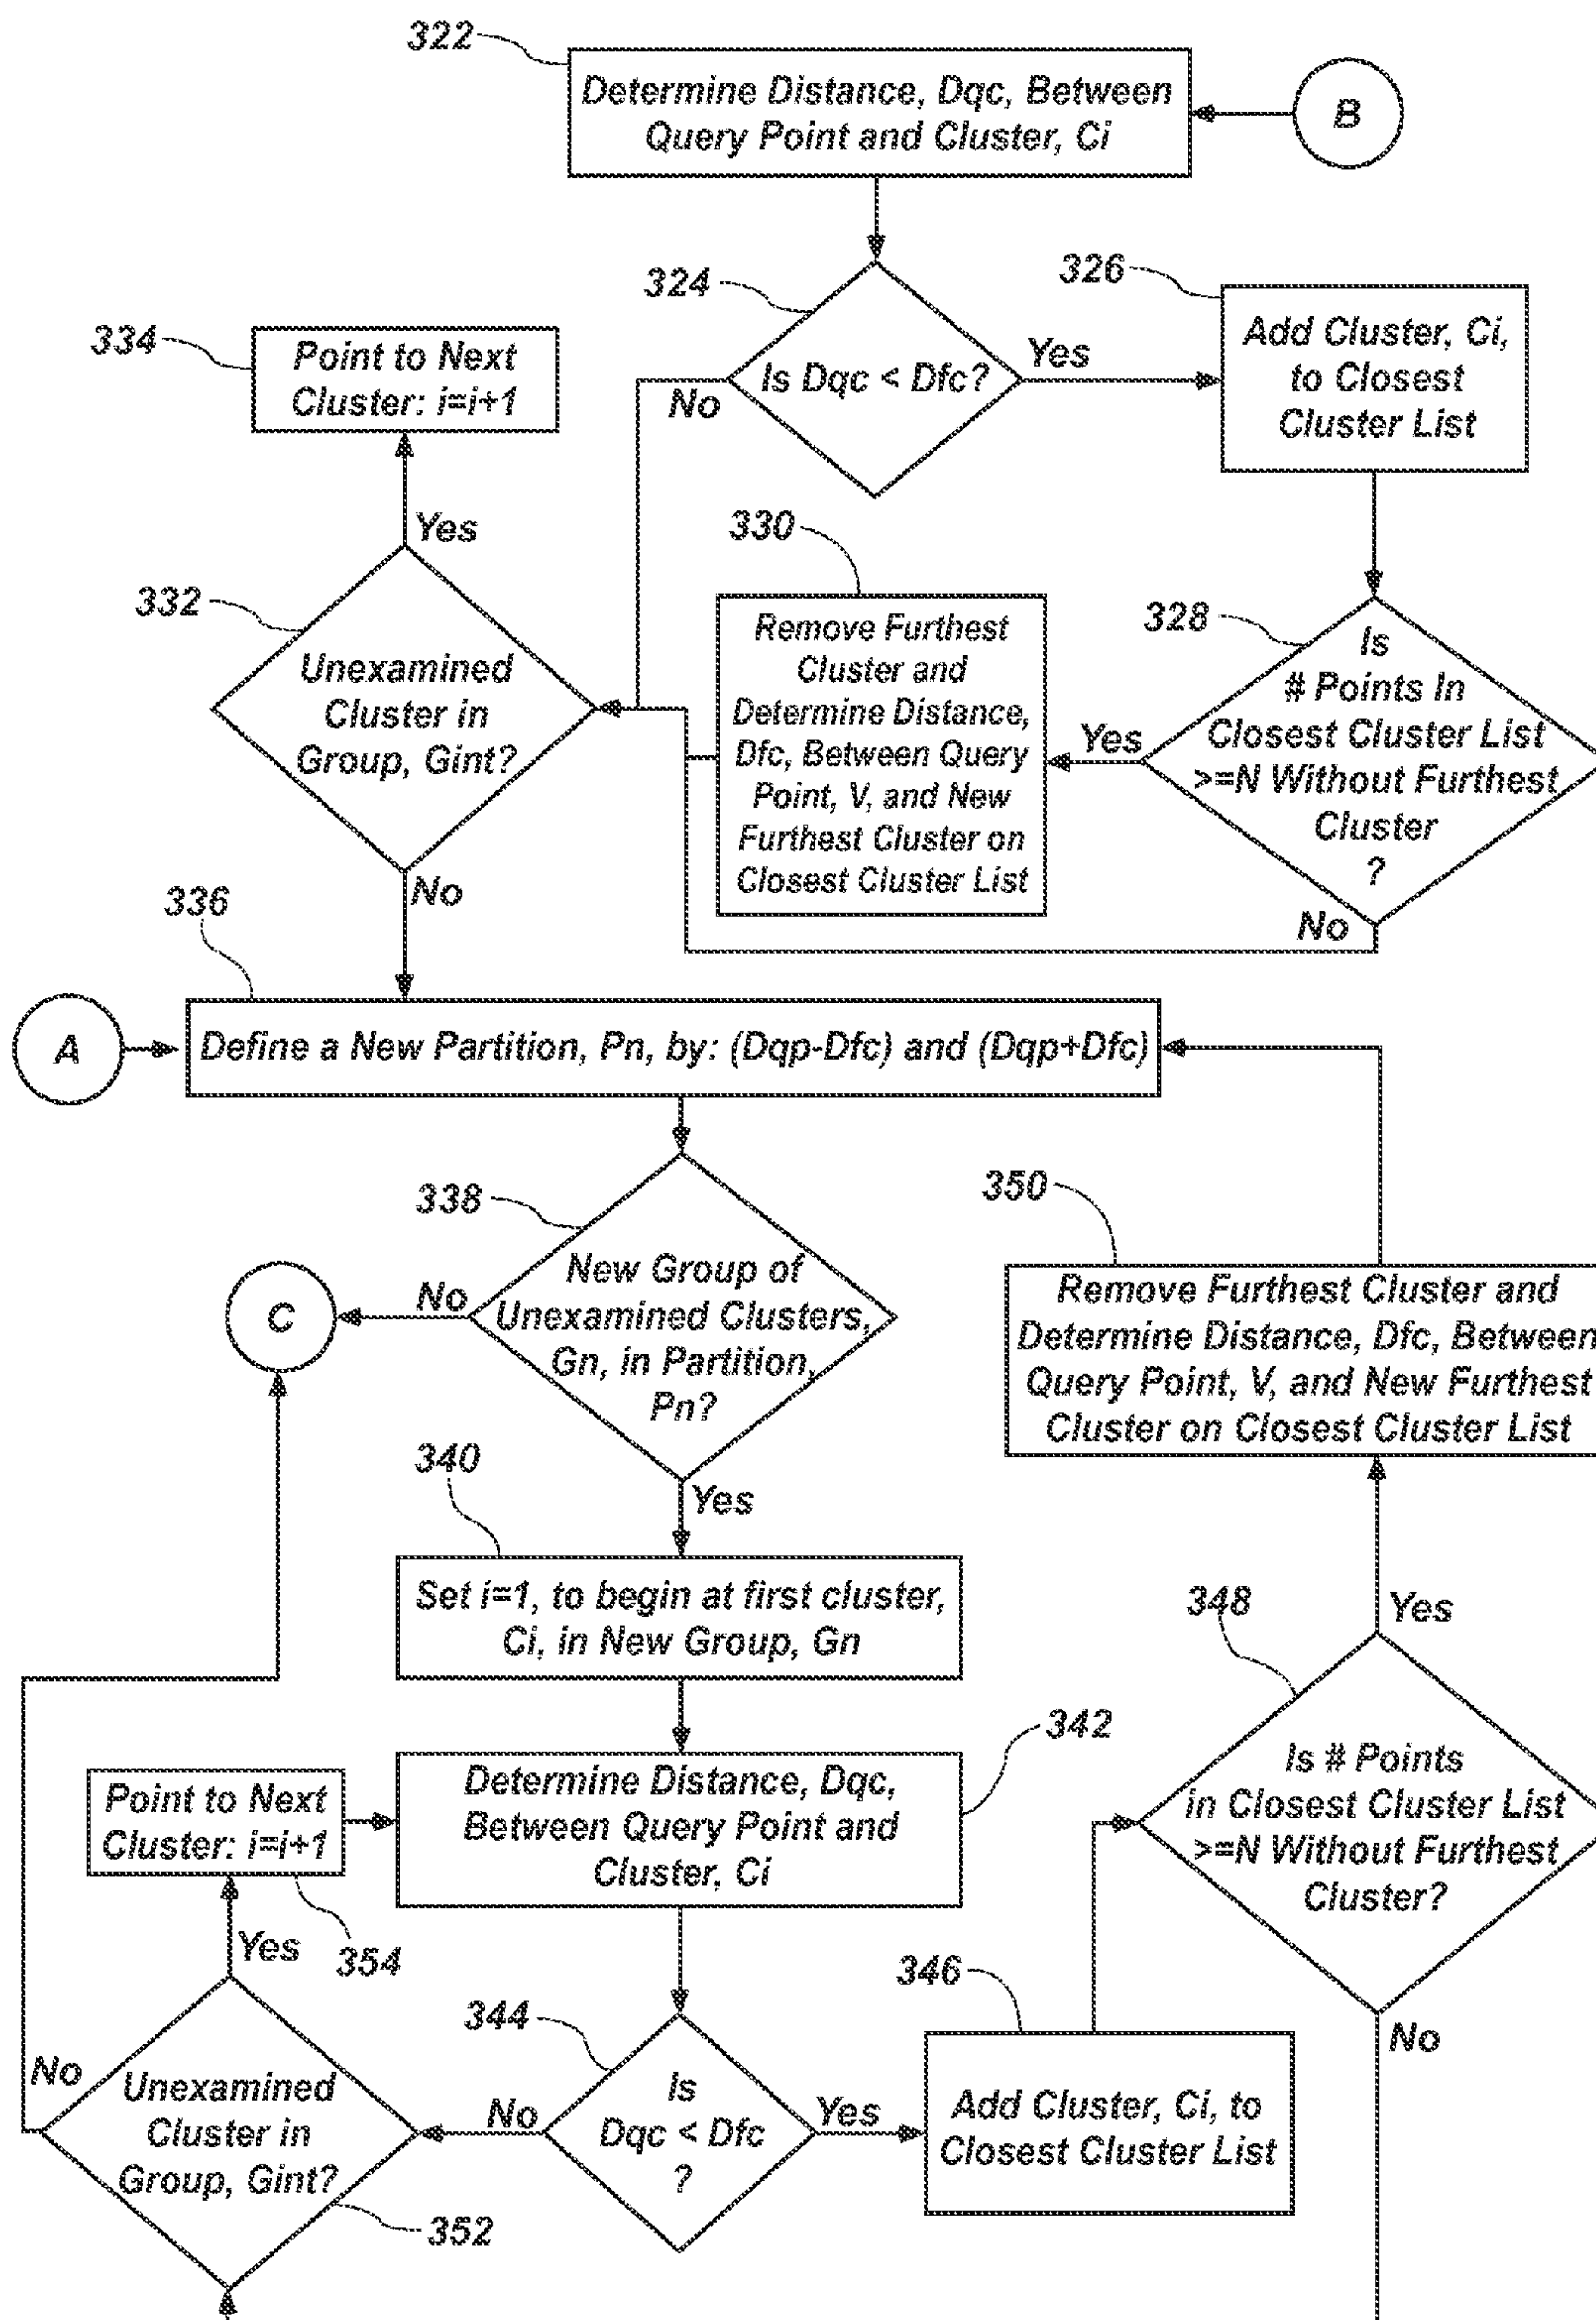 322
Determine Distance, Dqc, Between
Query Point and Cluster, Ci
B
324
Is Dqc < Dfc?
Yes
No
326
Add Cluster, Ci,
to Closest
Cluster List
334
Point to Next
Cluster: i=i+1
Yes
332
Unexamined
Cluster in
Group, Gint?
No
330
Remove Furthest
Cluster and
Determine Distance,
Dfc, Between Query
Point, V, and New
Furthest Cluster on
Closest Cluster List
Yes
328
Is
# Points In
Closest Cluster List
>=N Without Furthest
Cluster
?
No
336
A
Define a New Partition, Pn, by: (Dqp-Dfc) and (Dqp+Dfc)
338
New Group of
Unexamined Clusters,
Gn, in Partition,
Pn?
No
C
Yes
350
Remove Furthest Cluster and
Determine Distance, Dfc, Between
Query Point, V, and New Furthest
Cluster on Closest Cluster List
340
Set i=1, to begin at first cluster,
Ci, in New Group, Gn
348
Yes
Is # Points
in Closest Cluster List
>=N Without Furthest
Cluster?
No
342
Determine Distance, Dqc,
Between Query Point and
Cluster, Ci
Point to Next
Cluster: i=i+1
354
Yes
344
Is
Dqc < Dfc
?
No
Yes
346
Add Cluster, Ci, to
Closest Cluster List
No
Unexamined
Cluster in
Group, Gint?
352